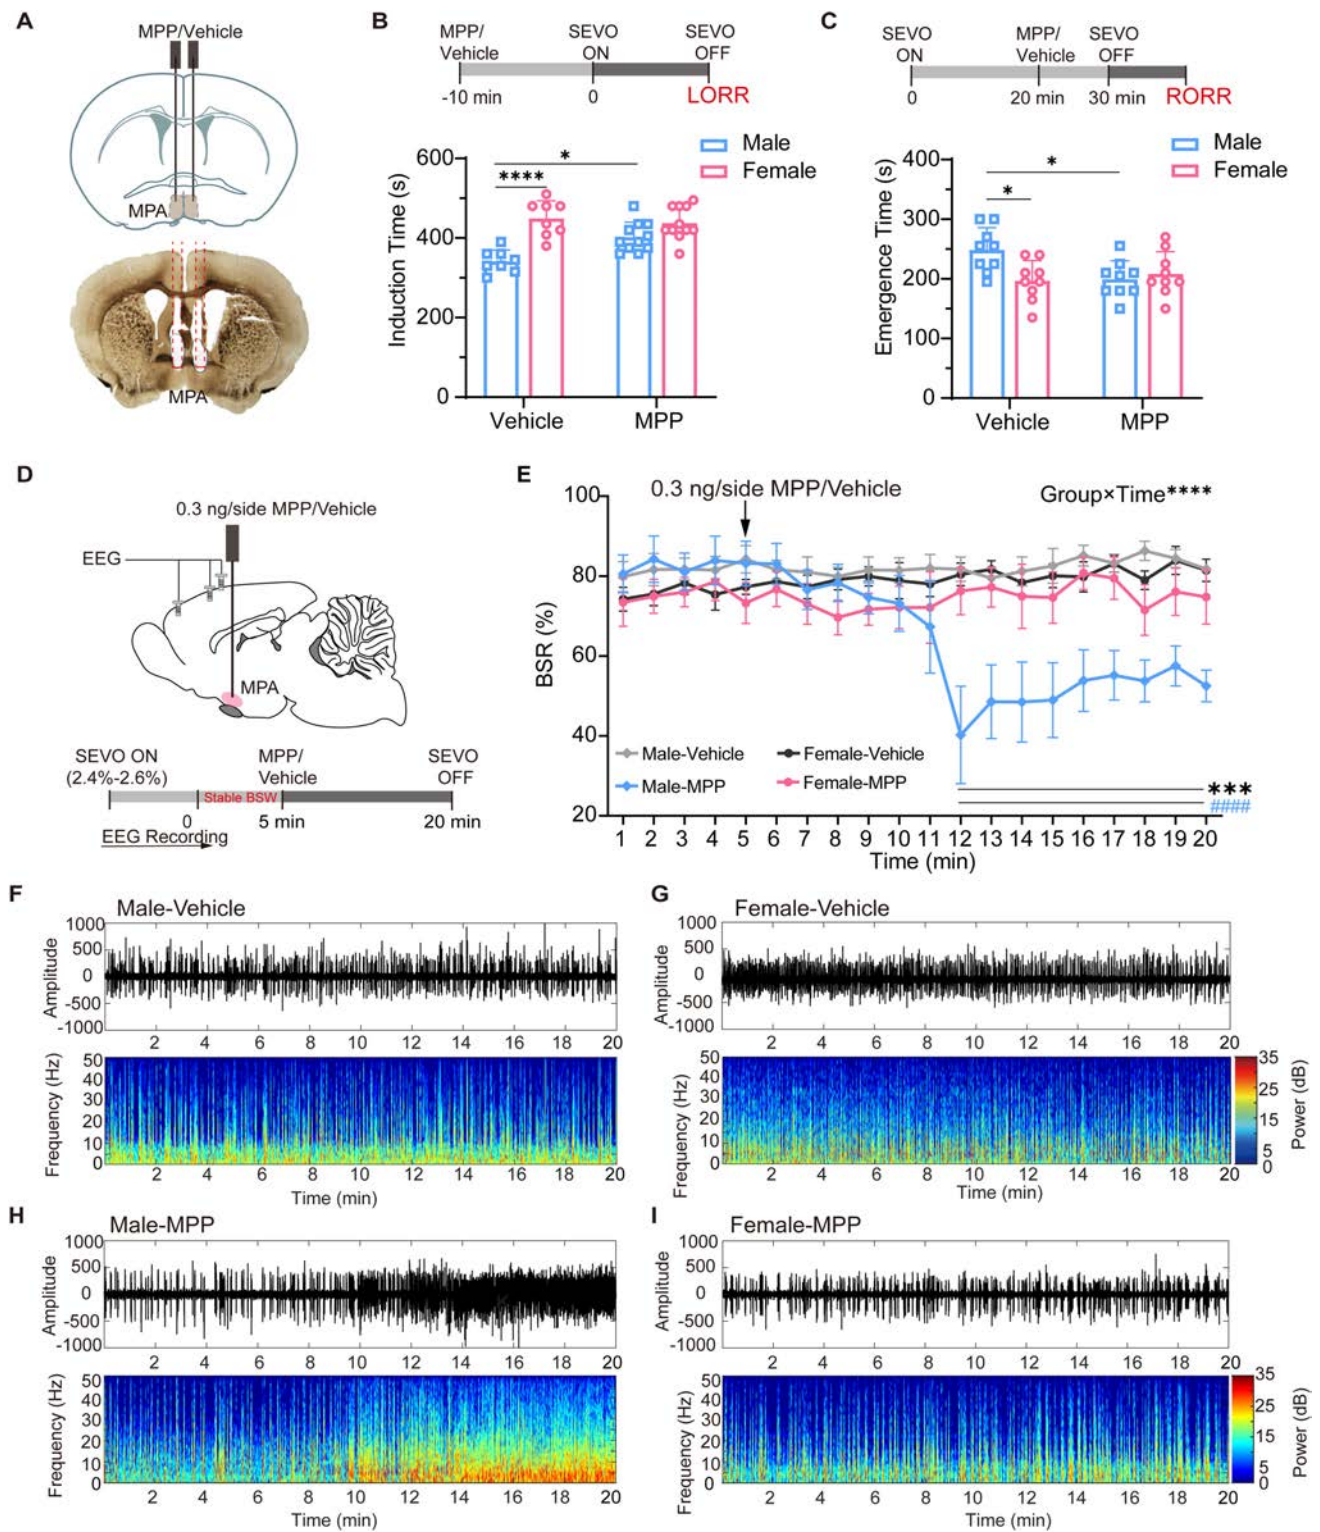 A
MPP/Vehicle
MPA
MPA
B
MPP/
Vehicle
SEVO
ON
SEVO
OFF
-10 min
0
LORR
Male
Female
Induction Time (s)
600
400
200
0
****
*
Vehicle
MPP
C
SEVO
ON
MPP/
Vehicle
SEVO
OFF
0
20 min
30 min
RORR
Male
Female
Emergence Time (s)
400
300
200
100
0
*
*
Vehicle
MPP
D
0.3 ng/side MPP/Vehicle
EEG
MPA
SEVO ON
(2.4%-2.6%)
MPP/
Vehicle
SEVO
OFF
Stable BSW
0
5 min
20 min
EEG Recording
E
0.3 ng/side MPP/Vehicle
Group×Time****
BSR (%)
100
80
60
40
20
Male-Vehicle
Female-Vehicle
Male-MPP
Female-MPP
***
####
1 2 3 4 5 6 7 8 9 10 11 12 13 14 15 16 17 18 19 20
Time (min)
F
Male-Vehicle
Amplitude
1000
500
0
-500
-1000
2 4 6 8 10 12 14 16 18 20
Frequency (Hz)
50
40
30
20
10
0
2 4 6 8 10 12 14 16 18 20
Time (min)
G
Female-Vehicle
Amplitude
1000
500
0
-500
-1000
2 4 6 8 10 12 14 16 18 20
Frequency (Hz)
50
40
30
20
10
0
2 4 6 8 10 12 14 16 18 20
Time (min)
35
25
15
5
0
Power (dB)
H
Male-MPP
Amplitude
1000
500
0
-500
-1000
2 4 6 8 10 12 14 16 18 20
Frequency (Hz)
50
40
30
20
10
0
2 4 6 8 10 12 14 16 18 20
Time (min)
I
Female-MPP
Amplitude
1000
500
0
-500
-1000
2 4 6 8 10 12 14 16 18 20
Frequency (Hz)
50
40
30
20
10
0
2 4 6 8 10 12 14 16 18 20
Time (min)
35
25
15
5
0
Power (dB)